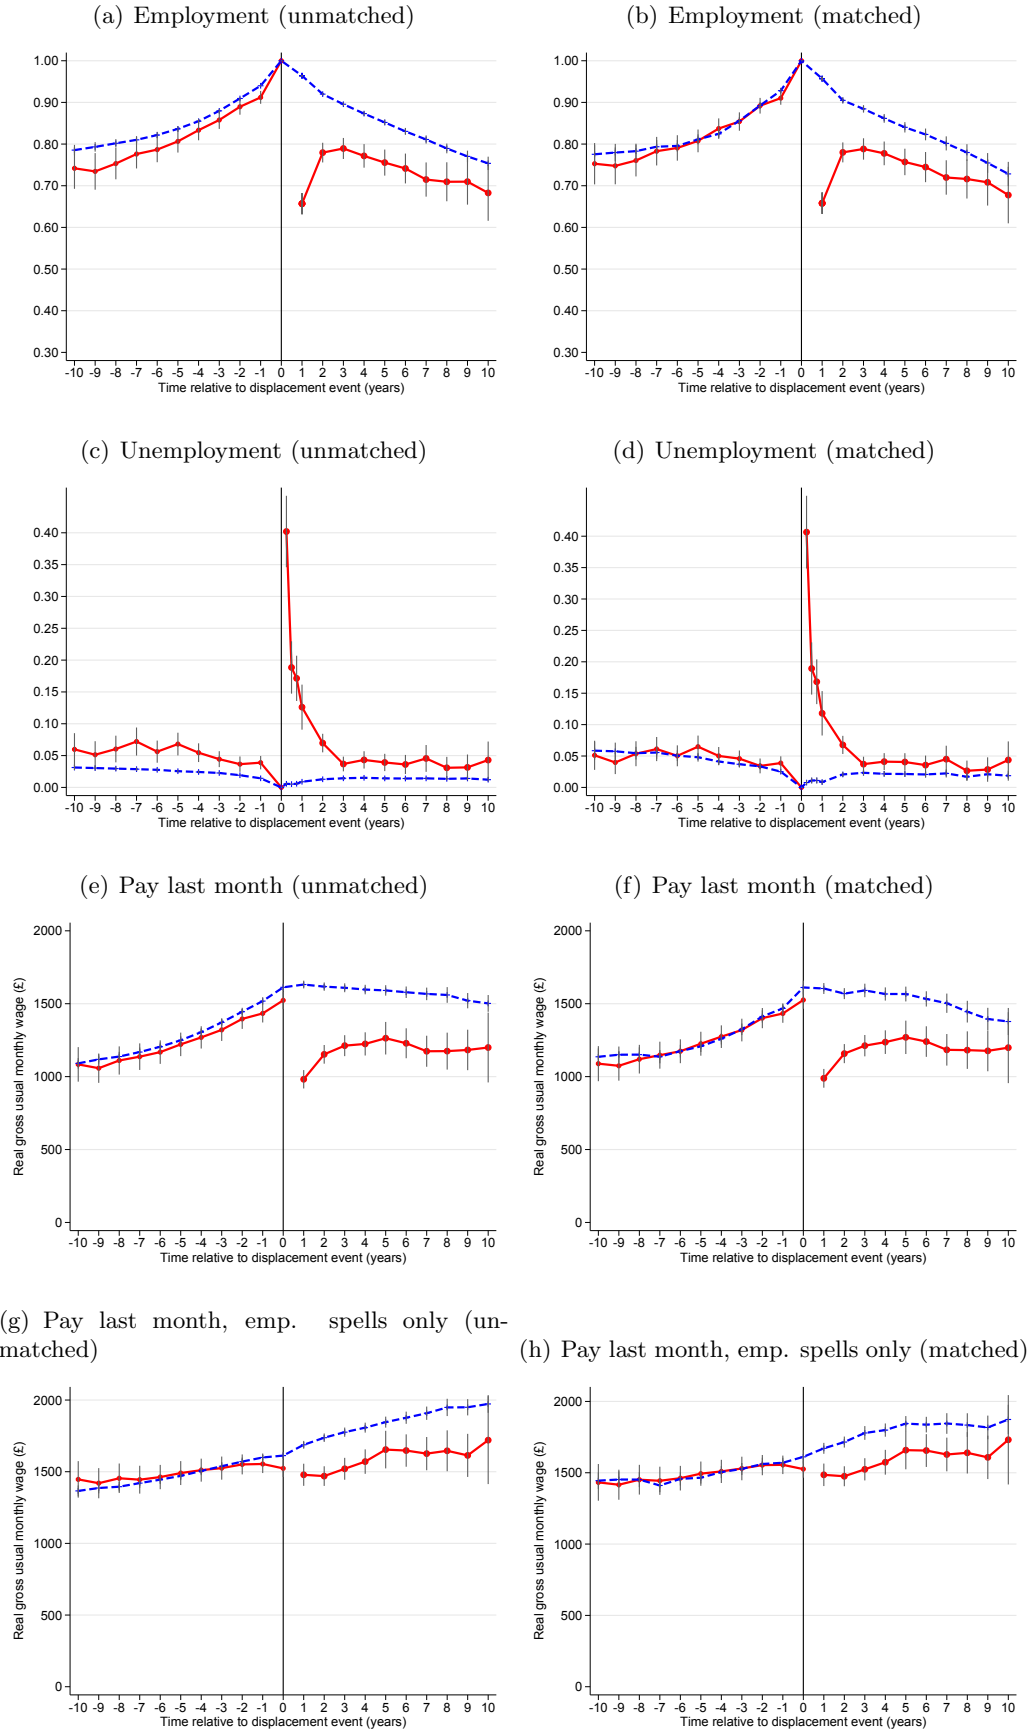 (a) Employment (unmatched)
1.00
0.90
0.80
0.70
0.60
0.50
0.40
0.30
-10 -9 -8 -7 -6 -5 -4 -3 -2 -1 0 1 2 3 4 5 6 7 8 9 10
Time relative to displacement event (years)
(b) Employment (matched)
1.00
0.90
0.80
0.70
0.60
0.50
0.40
0.30
-10 -9 -8 -7 -6 -5 -4 -3 -2 -1 0 1 2 3 4 5 6 7 8 9 10
Time relative to displacement event (years)
(c) Unemployment (unmatched)
0.40
0.35
0.30
0.25
0.20
0.15
0.10
0.05
0.00
-10 -9 -8 -7 -6 -5 -4 -3 -2 -1 0 1 2 3 4 5 6 7 8 9 10
Time relative to displacement event (years)
(d) Unemployment (matched)
0.40
0.35
0.30
0.25
0.20
0.15
0.10
0.05
0.00
-10 -9 -8 -7 -6 -5 -4 -3 -2 -1 0 1 2 3 4 5 6 7 8 9 10
Time relative to displacement event (years)
(e) Pay last month (unmatched)
Real gross usual monthly wage (£)
2000
1500
1000
500
0
-10 -9 -8 -7 -6 -5 -4 -3 -2 -1 0 1 2 3 4 5 6 7 8 9 10
Time relative to displacement event (years)
(f) Pay last month (matched)
Real gross usual monthly wage (£)
2000
1500
1000
500
0
-10 -9 -8 -7 -6 -5 -4 -3 -2 -1 0 1 2 3 4 5 6 7 8 9 10
Time relative to displacement event (years)
(g) Pay last month, emp. spells only (un-
matched)
Real gross usual monthly wage (£)
2000
1500
1000
500
0
-10 -9 -8 -7 -6 -5 -4 -3 -2 -1 0 1 2 3 4 5 6 7 8 9 10
Time relative to displacement event (years)
(h) Pay last month, emp. spells only (matched)
Real gross usual monthly wage (£)
2000
1500
1000
500
0
-10 -9 -8 -7 -6 -5 -4 -3 -2 -1 0 1 2 3 4 5 6 7 8 9 10
Time relative to displacement event (years)